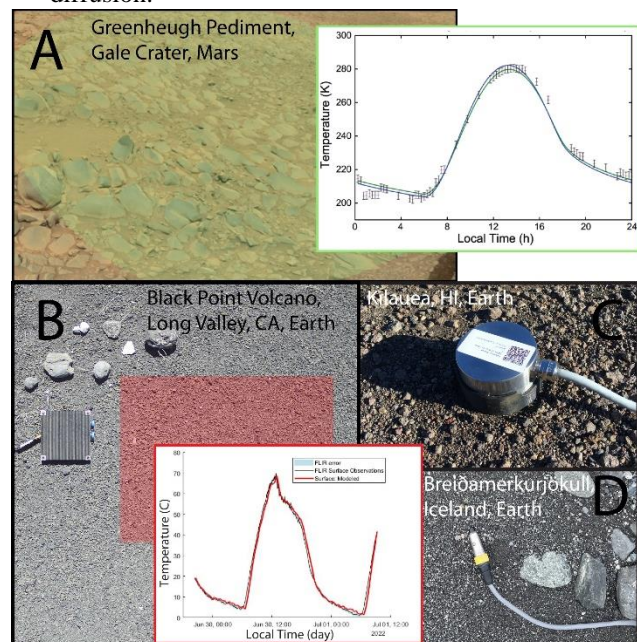 diffusion.
A
Greenheugh Pediment,
Gale Crater, Mars
300
280
260
240
220
200
Temperature (K)
0 4 8 12 16 20 24
Local Time (h)
B
Black Point Volcano,
Long Valley, CA, Earth
80
70
60
50
40
30
20
10
0
Temperature (C)
FLIR error
FLIR Surface Observations
Surface Modeled
Jun 30, 00:00 Jun 30, 12:00 Jul 01, 00:00 Jul 01, 12:00
2022
Local Time (day)
Kilauea, HI, Earth
C
Breiðamerkurjökull,
Iceland, Earth
D